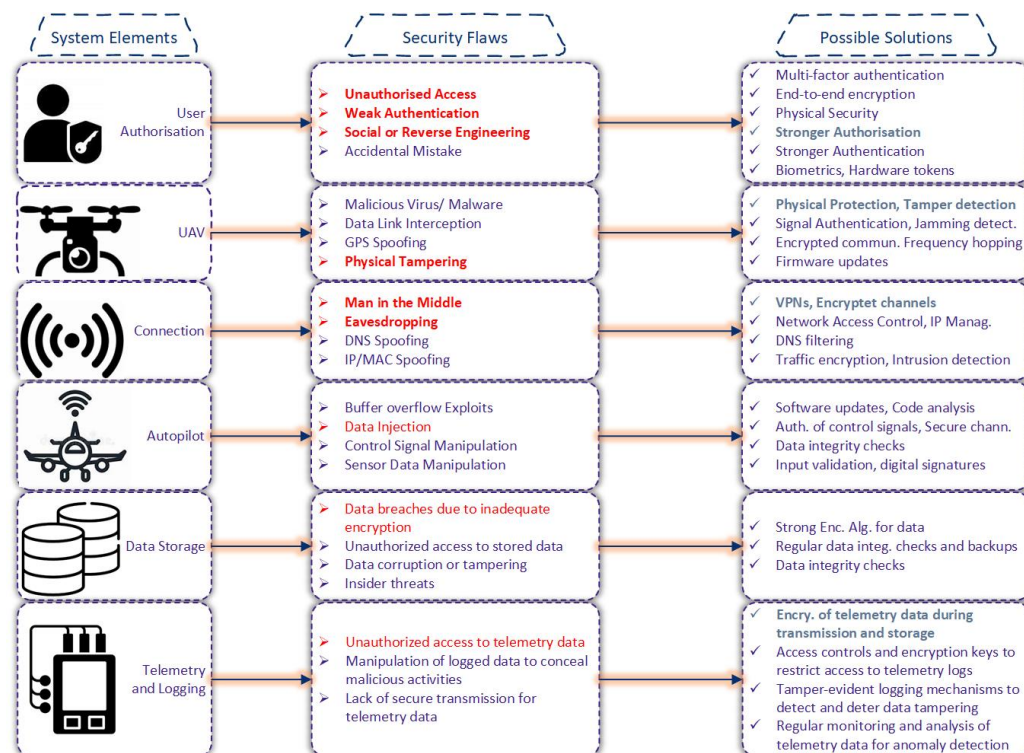 System Elements
Security Flaws
Possible Solutions
User
Authorisation
Unauthorised Access
Weak Authentication
Social or Reverse Engineering
Accidental Mistake
Multi-factor authentication
End-to-end encryption
Physical Security
Stronger Authorisation
Stronger Authentication
Biometrics, Hardware tokens
UAV
Malicious Virus/ Malware
Data Link Interception
GPS Spoofing
Physical Tampering
Physical Protection, Tamper detection
Signal Authentication, Jamming detect.
Encrypted commun. Frequency hopping
Firmware updates
Connection
Man in the Middle
Eavesdropping
DNS Spoofing
IP/MAC Spoofing
VPNs, Encryptet channels
Network Access Control, IP Manag.
DNS filtering
Traffic encryption, Intrusion detection
Autopilot
Buffer overflow Exploits
Data Injection
Control Signal Manipulation
Sensor Data Manipulation
Software updates, Code analysis
Auth. of control signals, Secure chann.
Data integrity checks
Input validation, digital signatures
Data Storage
Data breaches due to inadequate
encryption
Unauthorized access to stored data
Data corruption or tampering
Insider threats
Strong Enc. Alg. for data
Regular data integ. checks and backups
Data integrity checks
Telemetry
and Logging
Unauthorized access to telemetry data
Manipulation of logged data to conceal
malicious activities
Lack of secure transmission for
telemetry data
Encry. of telemetry data during
transmission and storage
Access controls and encryption keys to
restrict access to telemetry logs
Tamper-evident logging mechanisms to
detect and deter data tampering
Regular monitoring and analysis of
telemetry data for anomaly detection